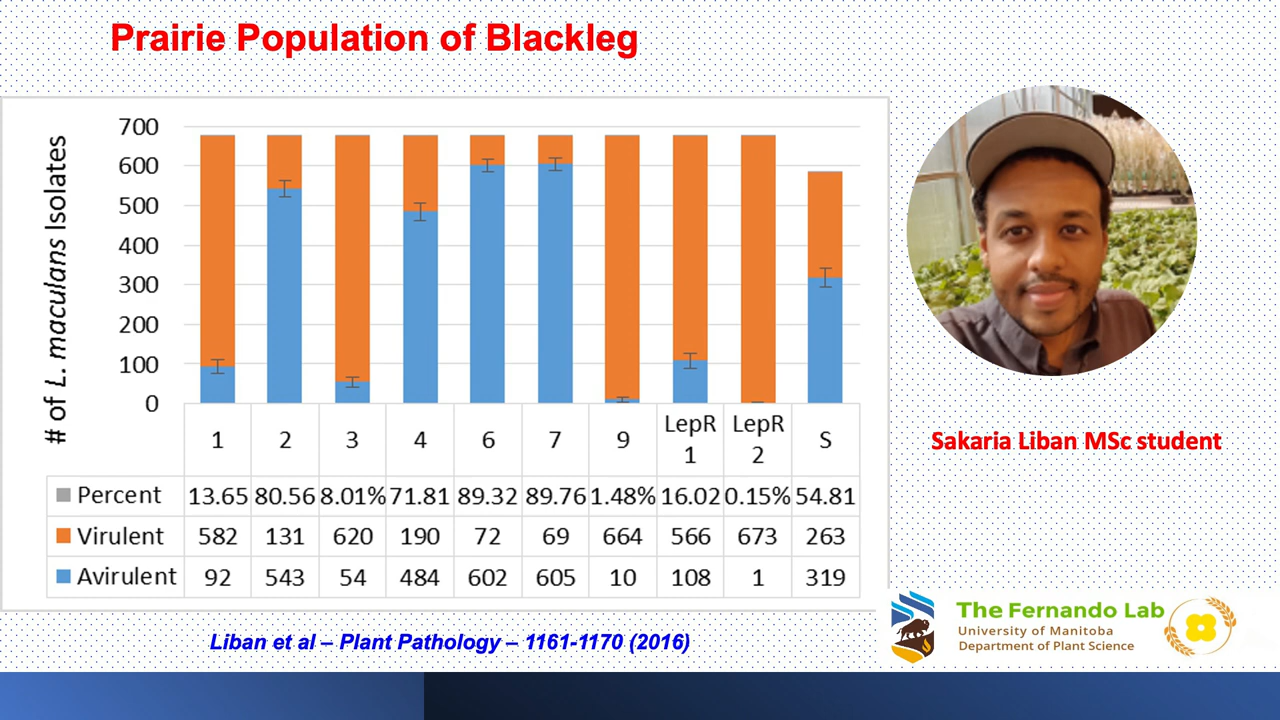 Prairie Population of Blackleg
# of L. maculans Isolates
700
600
500
400
300
200
100
0
1 2 3 4 6 7 9 LepR 1 LepR 2 S
Percent 13.65 80.56 8.01% 71.81 89.32 89.76 1.48% 16.02 0.15% 54.81
Virulent 582 131 620 190 72 69 664 566 673 263
Avirulent 92 543 54 484 602 605 10 108 1 319
Sakaria Liban MSc student
Liban et al – Plant Pathology – 1161-1170 (2016)
The Fernando Lab
University of Manitoba
Department of Plant Science